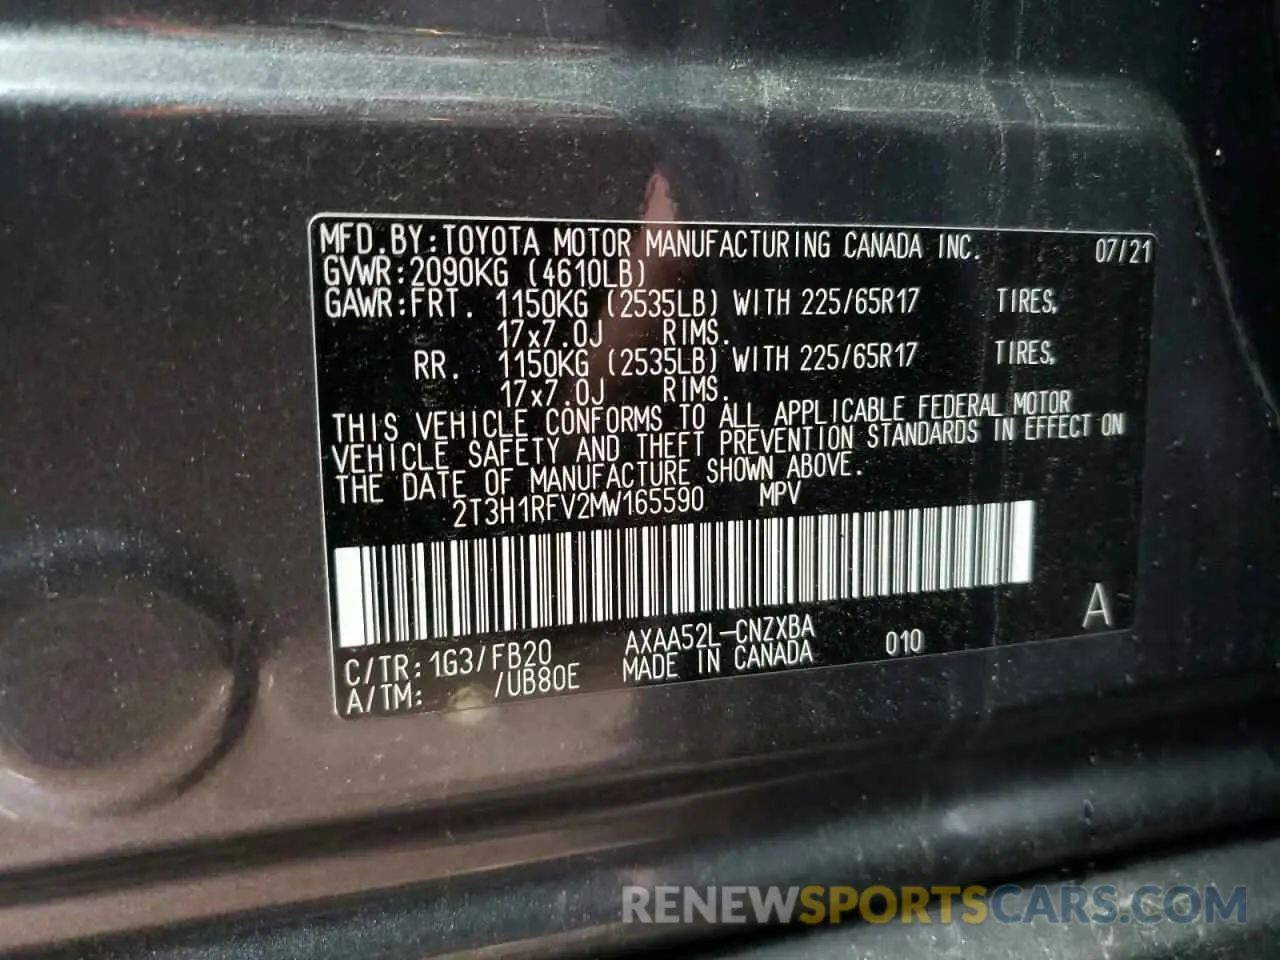 MFD.BY:TOYOTA MOTOR MANUFACTURING CANADA INC. 07/21
GVWR:2090KG (4610LB)
GAWR:FRT. 1150KG (2535LB) WITH 225/65R17 TIRES,
17x7.0J RIMS.
RR. 1150KG (2535LB) WITH 225/65R17 TIRES,
17x7.0J RIMS.
THIS VEHICLE CONFORMS TO ALL APPLICABLE FEDERAL MOTOR
VEHICLE SAFETY AND THEFT PREVENTION STANDARDS IN EFFECT ON
THE DATE OF MANUFACTURE SHOWN ABOVE.
2T3H1RFV2MW165590 MPV
A
C/TR:1G3/FB20 AXAA52L-CNZXBA 010
A/TM: /UB80E MADE IN CANADA
RENEWSPORTSCARS.COM